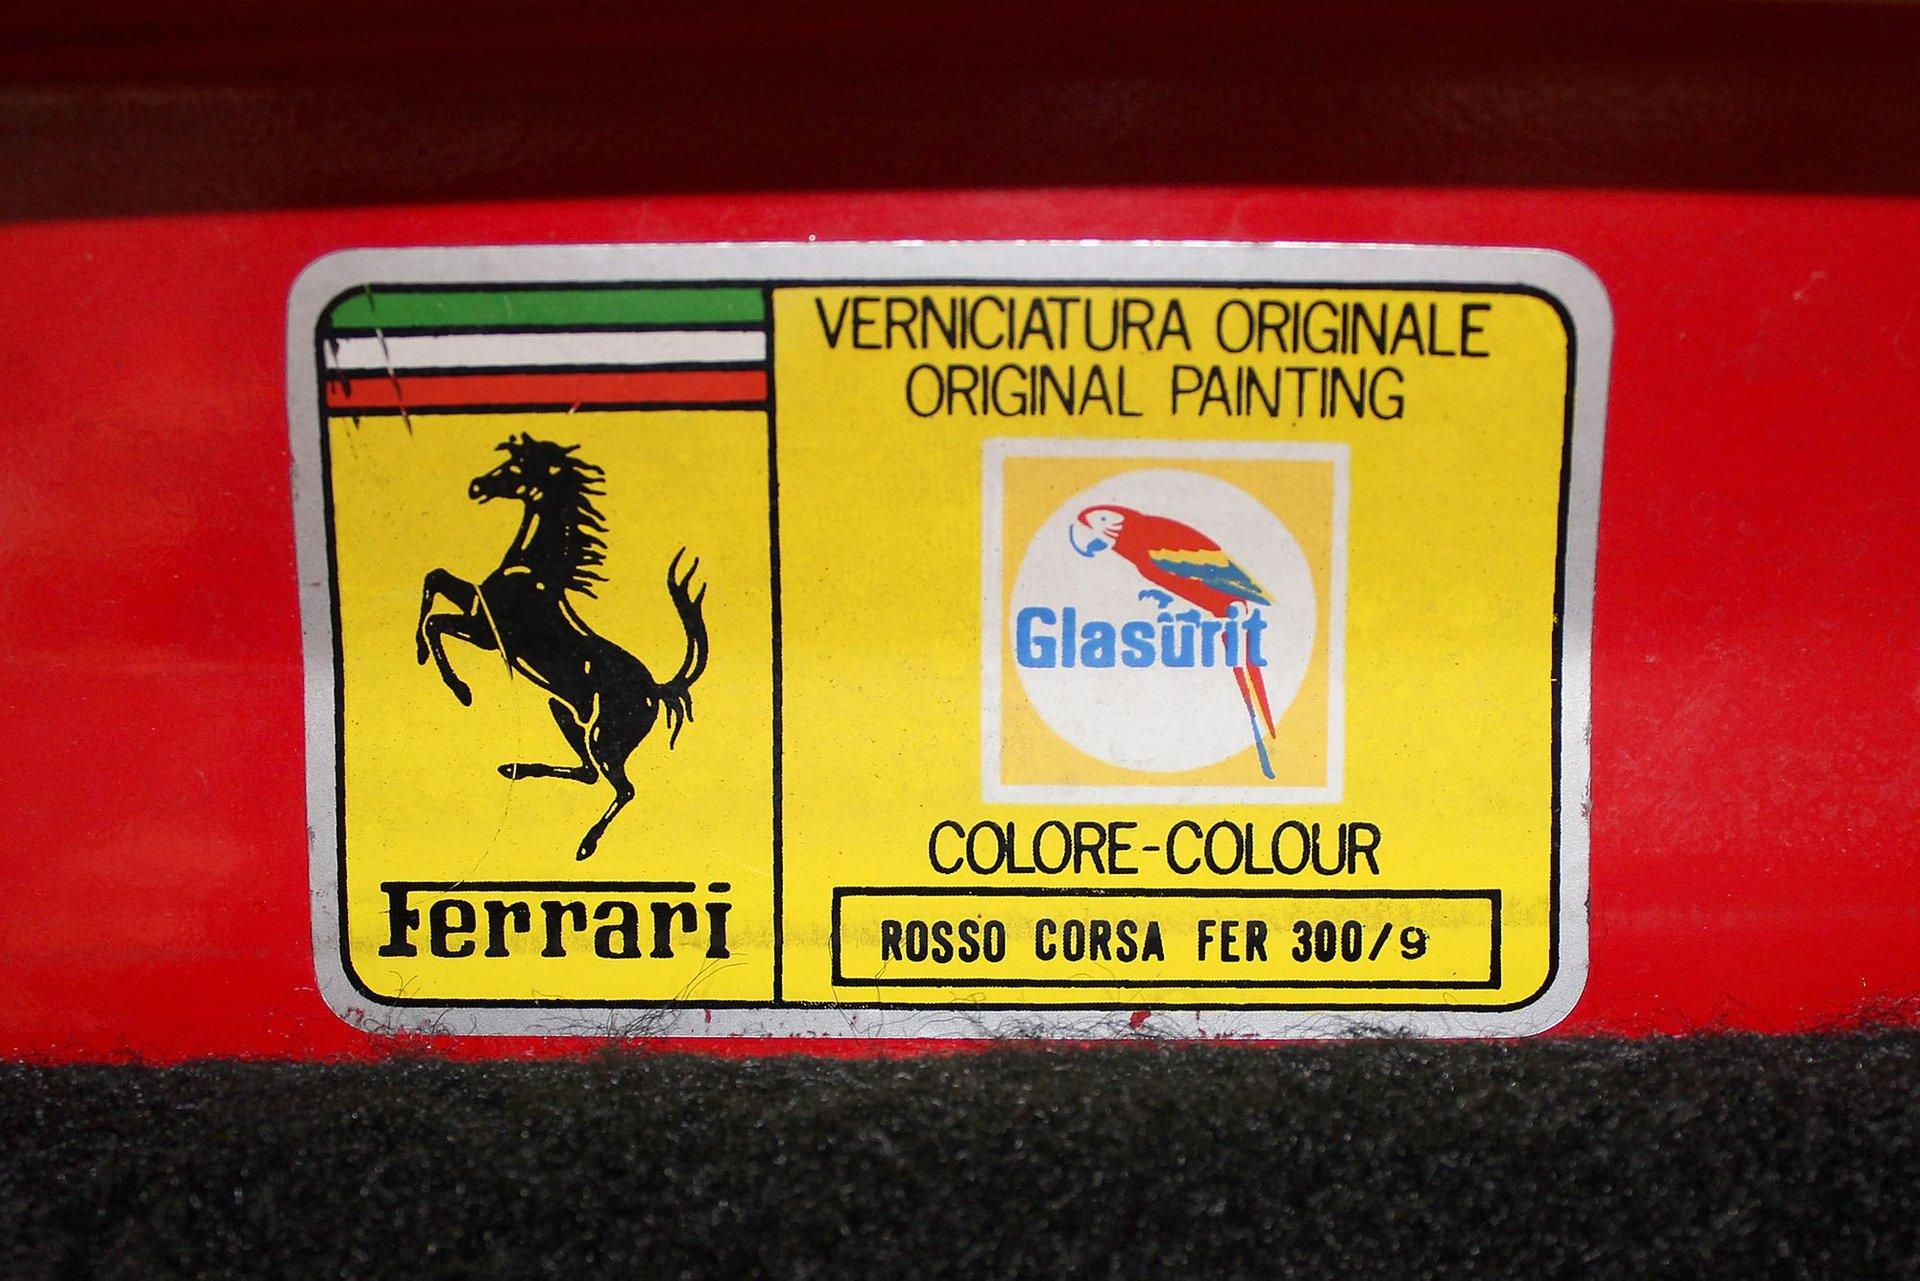 VERNICIATURA ORIGINALE
ORIGINAL PAINTING
Glasurit
COLORE-COLOUR
ROSSO CORSA FER 300/9
Ferrari